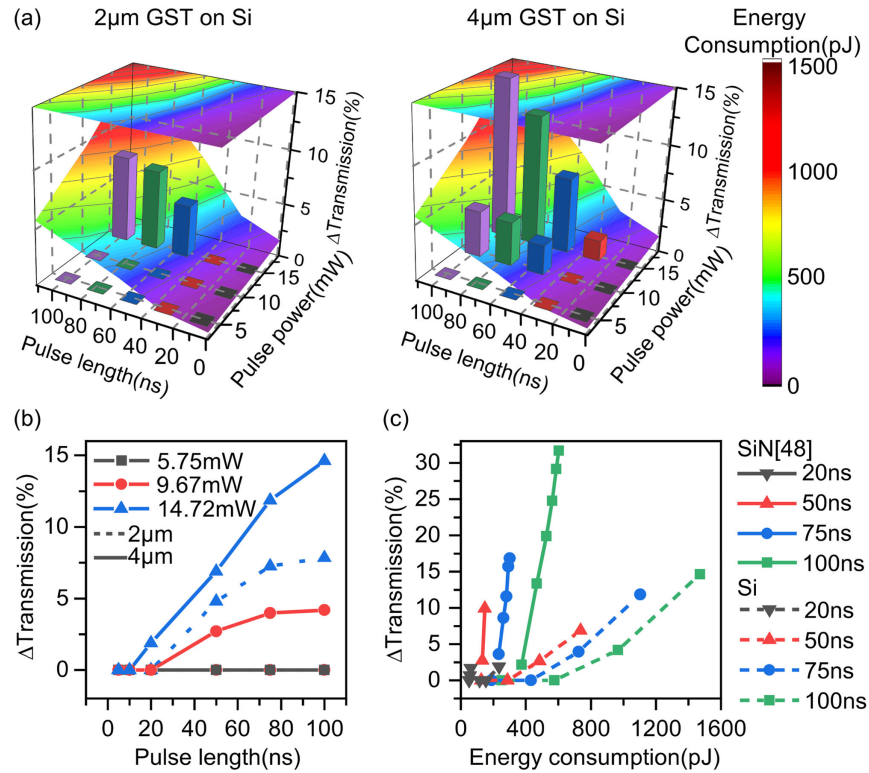 (a)
2μm GST on Si
4μm GST on Si
Energy
Consumption(pJ)
15
10
5
0
ΔTransmission(%)
15
10
5
Pulse power(mW)
100
80
60
40
20
0
Pulse length(ns)
15
10
5
0
ΔTransmission(%)
15
10
5
Pulse power(mW)
100
80
60
40
20
0
Pulse length(ns)
1500
1000
500
0
(b)
15
10
5
0
ΔTransmission(%)
5.75mW
9.67mW
14.72mW
2μm
4μm
0 20 40 60 80 100
Pulse length(ns)
(c)
30
25
20
15
10
5
0
ΔTransmission(%)
0 400 800 1200 1600
Energy consumption(pJ)
SiN[48]
20ns
50ns
75ns
100ns
Si
20ns
50ns
75ns
100ns